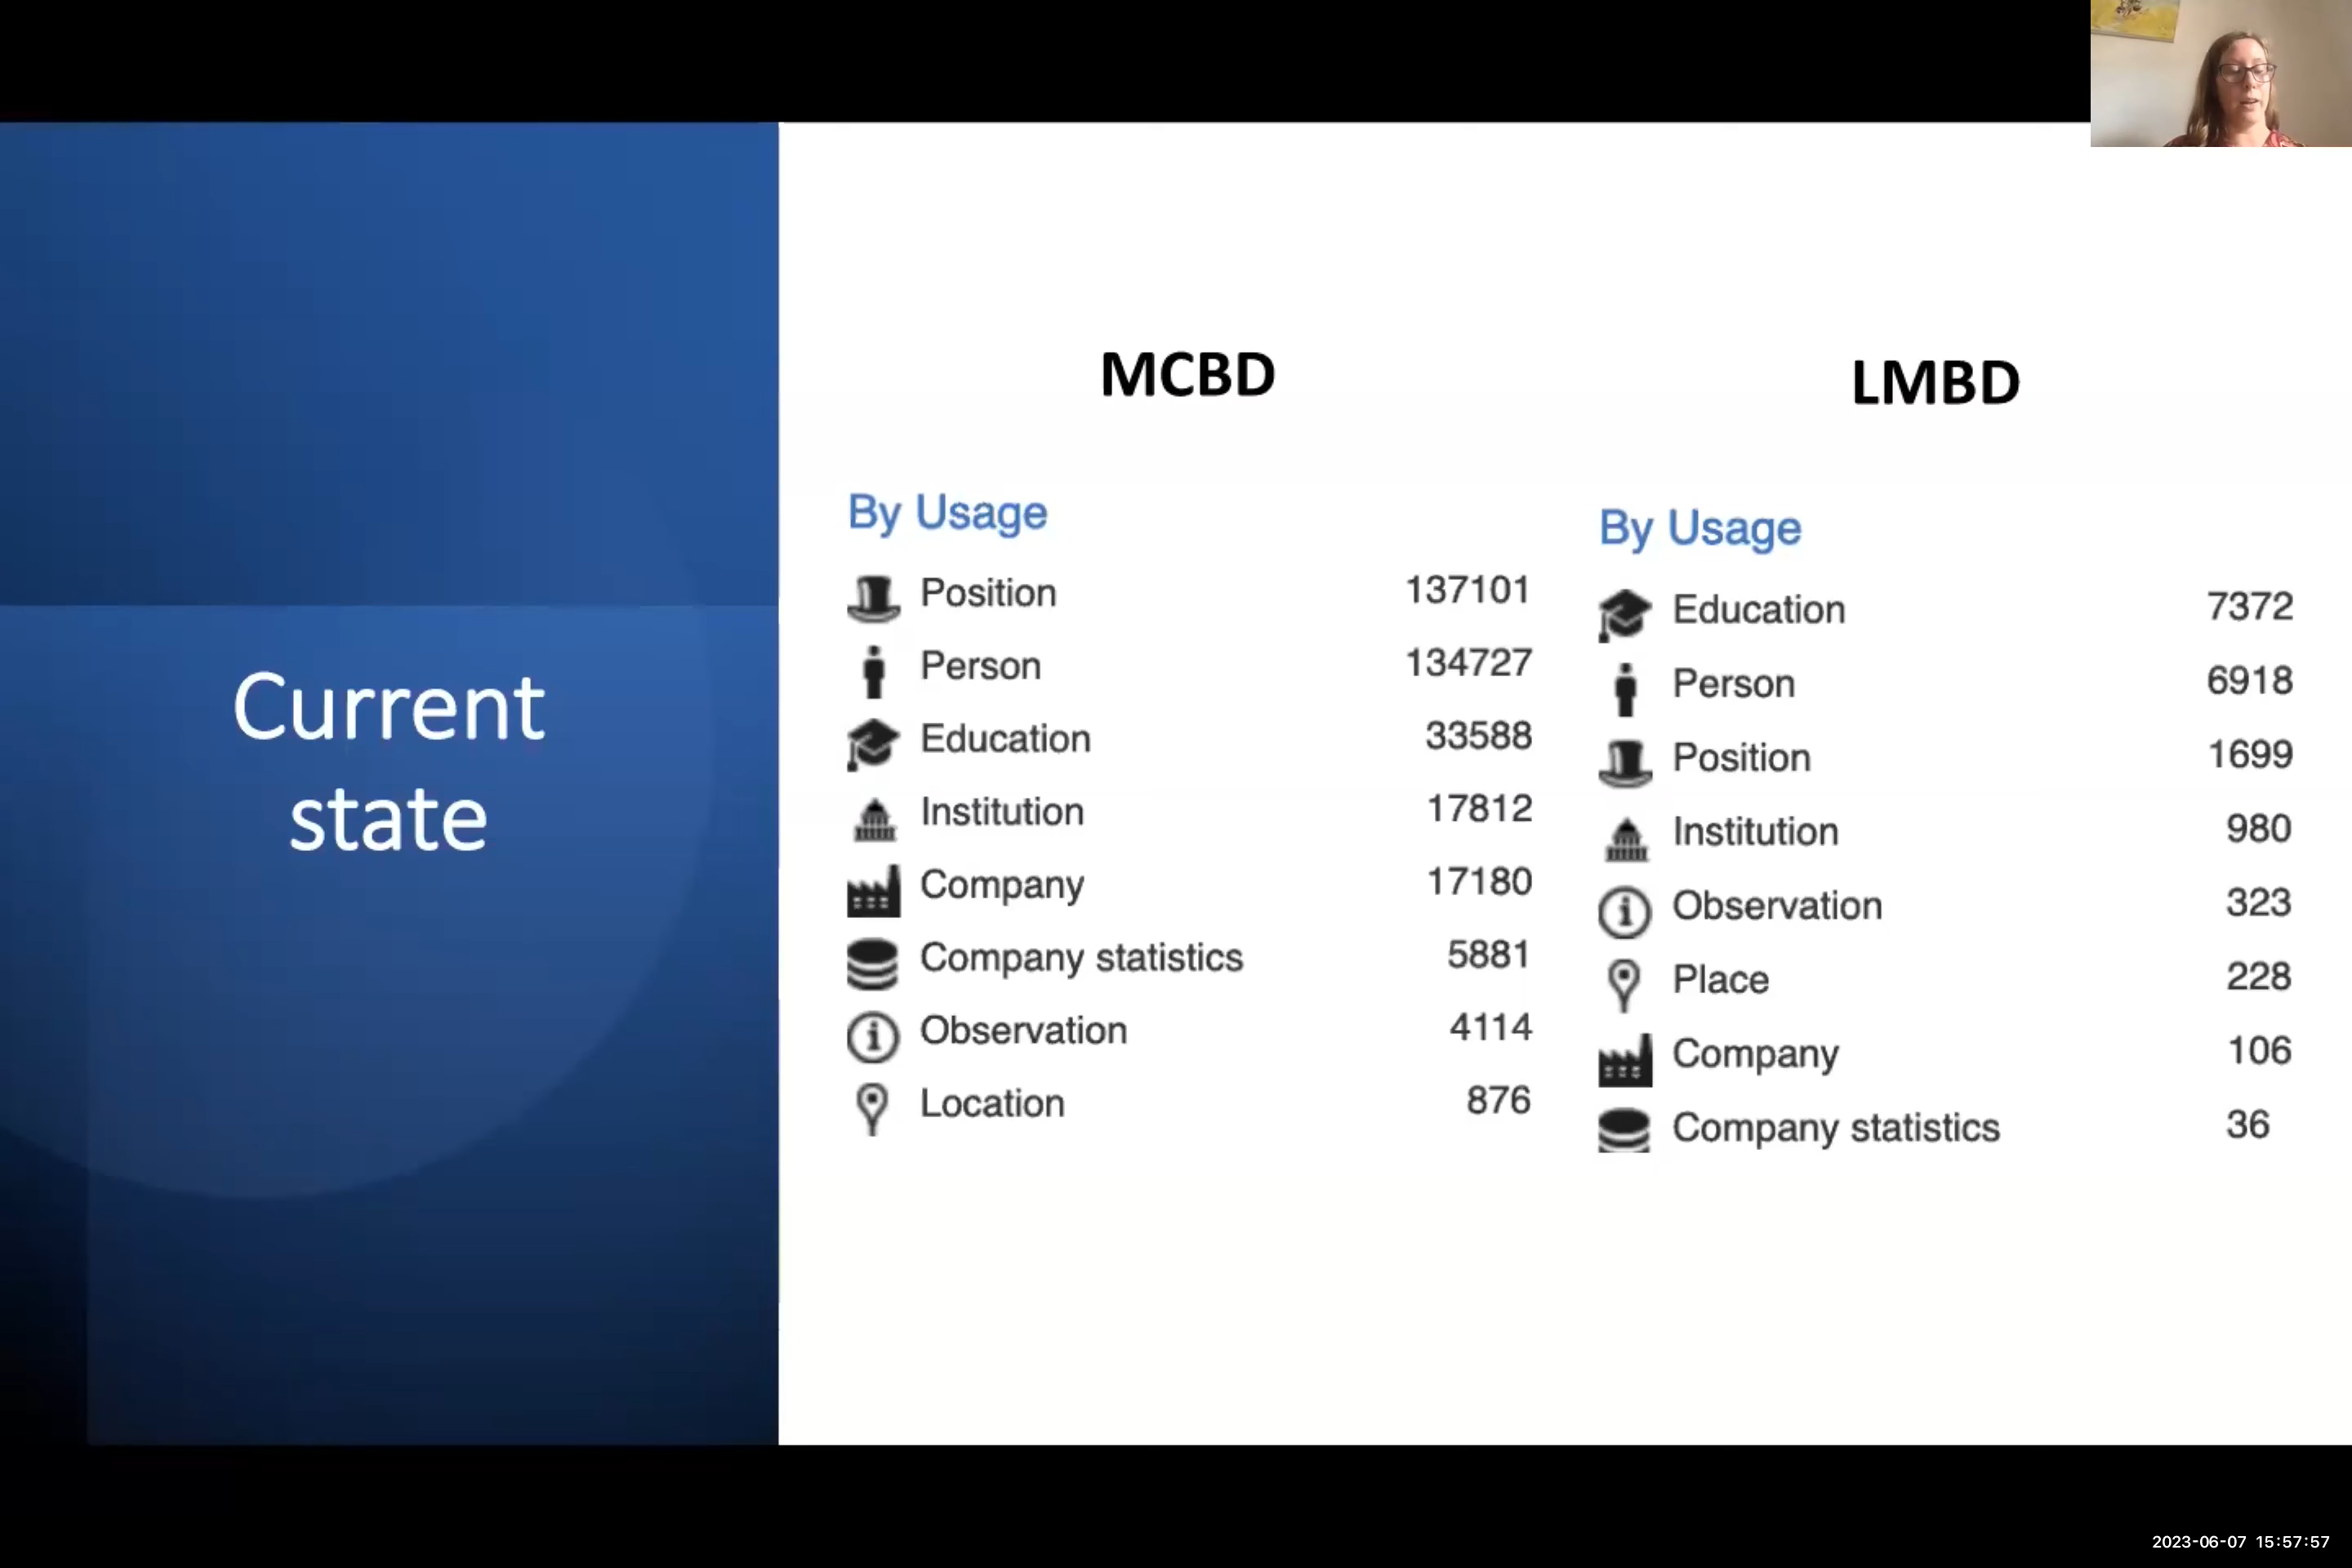 Current
state
MCBD
By Usage
Position 137101
Person 134727
Education 33588
Institution 17812
Company 17180
Company statistics 5881
Observation 4114
Location 876
LMBD
By Usage
Education 7372
Person 6918
Position 1699
Institution 980
Observation 323
Place 228
Company 106
Company statistics 36
2023-06-07 15:57:57